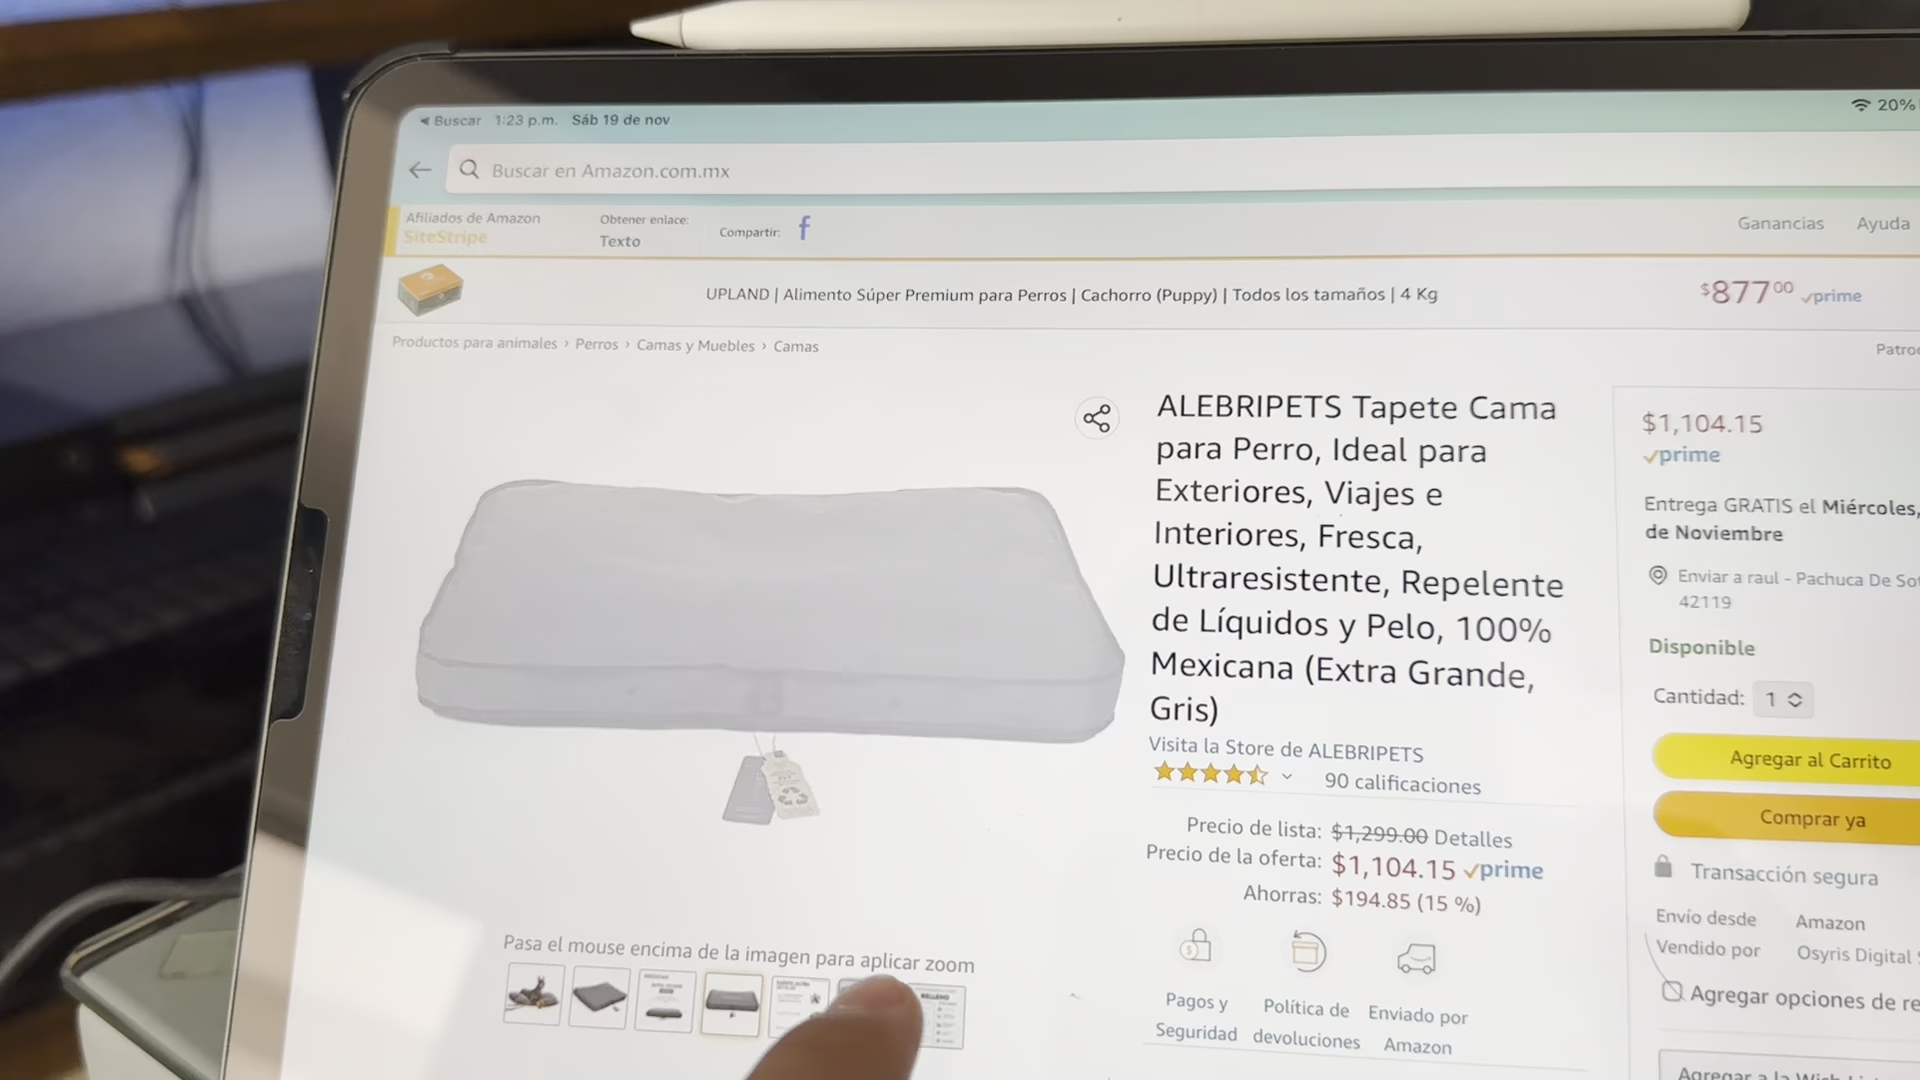 Buscar 1:23 p.m. Sáb 19 de nov
20%
Buscar en Amazon.com.mx
Afiliados de Amazon
SiteStripe
Obtener enlace:
Texto
Compartir:
Ganancias Ayuda
UPLAND | Alimento Súper Premium para Perros | Cachorro (Puppy) | Todos los tamaños | 4 Kg
$87700 prime
Productos para animales › Perros › Camas y Muebles › Camas
ALEBRIPETS Tapete Cama
para Perro, Ideal para
Exteriores, Viajes e
Interiores, Fresca,
Ultraresistente, Repelente
de Líquidos y Pelo, 100%
Mexicana (Extra Grande,
Gris)
Visita la Store de ALEBRIPETS
90 calificaciones
Precio de lista: $1,299.00 Detalles
Precio de la oferta: $1,104.15 prime
Ahorras: $194.85 (15 %)
Pagos y
Seguridad
Política de
devoluciones
Enviado por
Amazon
$1,104.15
prime
Entrega GRATIS el Miércoles,
de Noviembre
Enviar a raul - Pachuca De
42119
Disponible
Cantidad: 1
Agregar al Carrito
Comprar ya
Transacción segura
Envío desde Amazon
Vendido por Osyris Digital
Agregar opciones de
Agregar a la
Pasa el mouse encima de la imagen para aplicar zoom
RELLENO